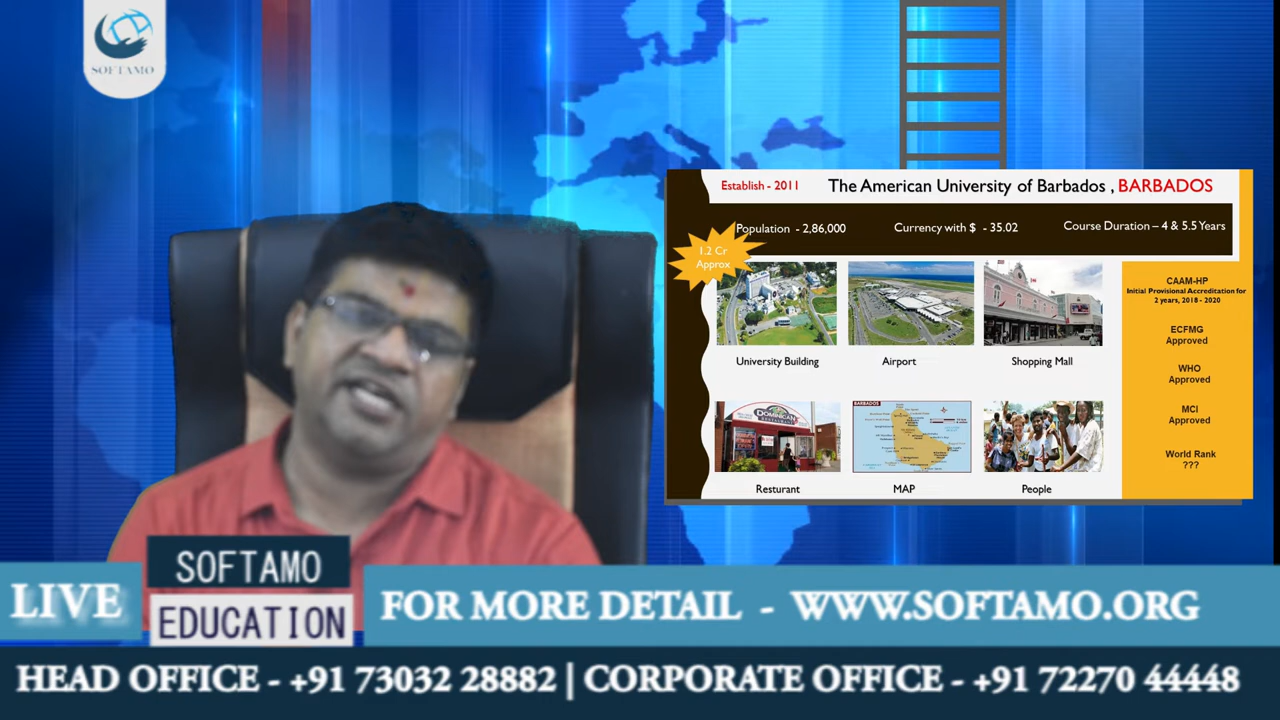 SOFTAMO
Establish - 2011
The American University of Barbados , BARBADOS
Population - 2,86,000
Currency with $ - 35.02
Course Duration – 4 & 5.5 Years
1.2 Cr
Approx
University Building
Airport
Shopping Mall
CAAM-HP
Initial Provisional Accreditation for
2 years, 2018 - 2020
ECFMG
Approved
WHO
Approved
MCI
Approved
World Rank
???
DOMINICAN
BARBADOS
Resturant
MAP
People
LIVE
SOFTAMO
EDUCATION
FOR MORE DETAIL - WWW.SOFTAMO.ORG
HEAD OFFICE - +91 73032 28882 | CORPORATE OFFICE - +91 72270 44448